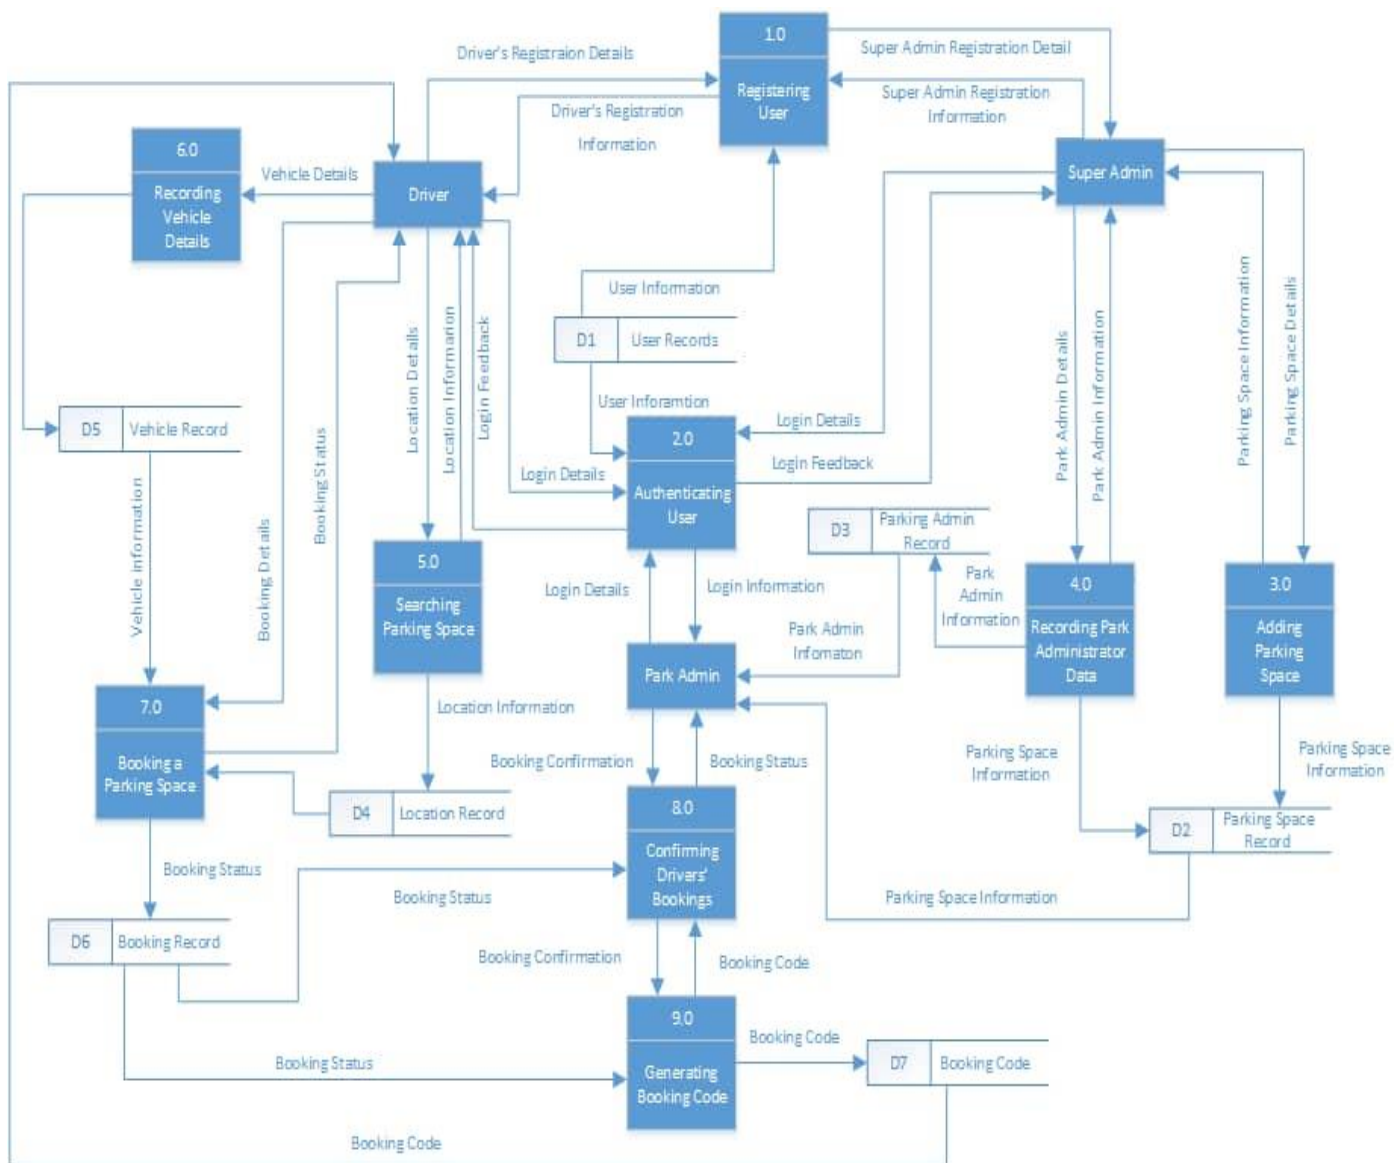 1.0
Registering
User
Driver's Registraion Details
Super Admin Registration Detail
Super Admin Registration
Information
Driver's Registration
Information
6.0
Recording
Vehicle
Details
Vehicle Details
Driver
Super Admin
User Information
D1
User Records
User Inforamtion
Location Details
Location Informarion
Login Feedback
Park Admin Details
Park Admin Information
Parking Space Information
Parking Space Details
D5
Vehicle Record
Booking Status
Booking Details
Vehicle information
Login Details
2.0
Authenticating
User
Login Details
Login Feedback
D3
Parking Admin
Record
5.0
Searching
Parking Space
Login Details
Login Information
Park
Admin
Information
4.0
Recording Park
Administrator
Data
3.0
Adding
Parking
Space
Park Admin
Infomaton
Park Admin
7.0
Booking a
Parking Space
Location Information
Booking Confirmation
Booking Status
Parking Space
Information
Parking Space
Information
D4
Location Record
8.0
Confirming
Drivers'
Bookings
D2
Parking Space
Record
Booking Status
Booking Status
Parking Space Information
D6
Booking Record
Booking Confirmation
Booking Code
9.0
Generating
Booking Code
Booking Status
Booking Code
D7
Booking Code
Booking Code